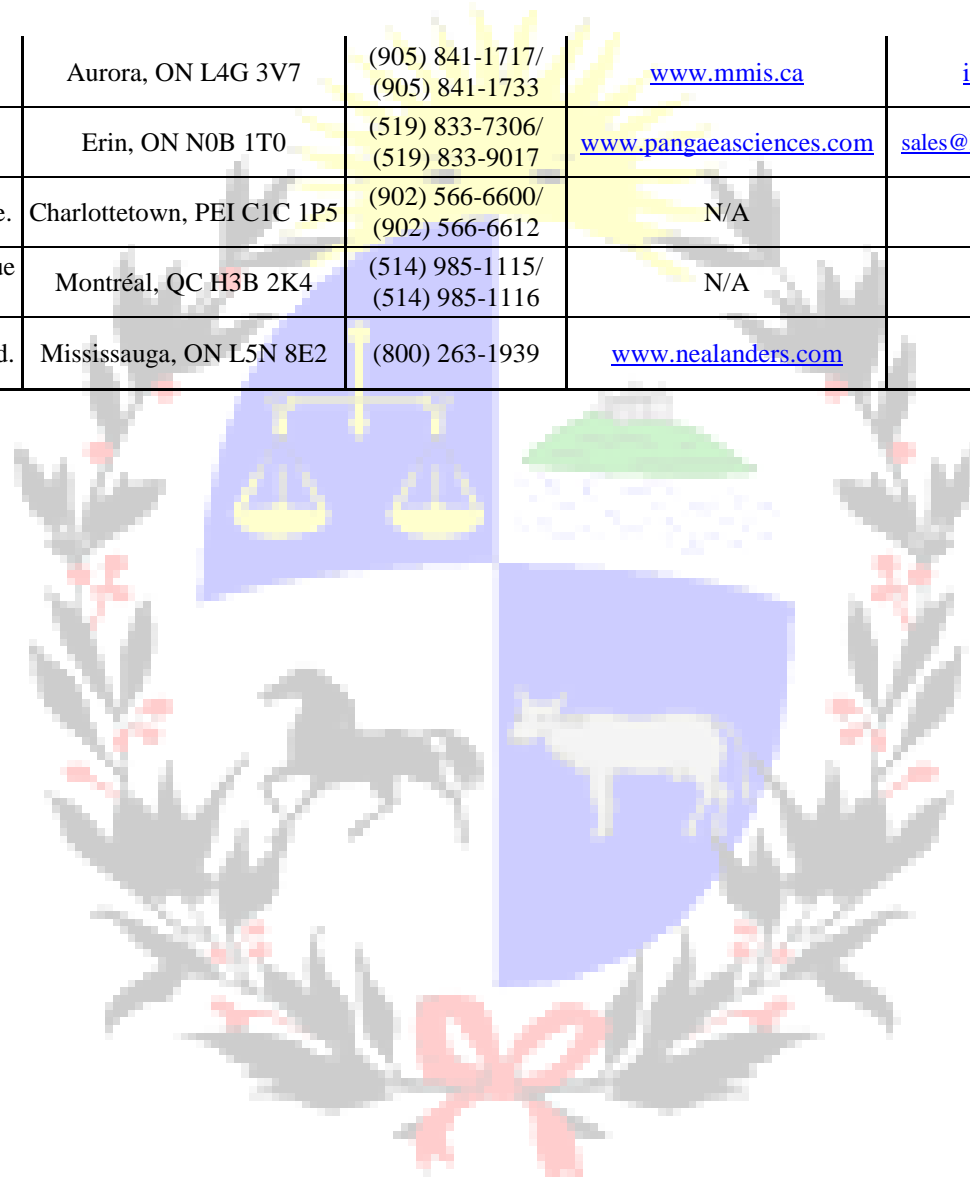 Aurora, ON L4G 3V7 (905) 841-1717/ www.mmis.ca
(905) 841-1733
Erin, ON N0B 1T0 (519) 833-7306/ www.pangaeasciences.com sales@
(519) 833-9017
e. Charlottetown, PEI C1C 1P5 (902) 566-6600/ N/A
(902) 566-6612
ue Montréal, QC H3B 2K4 (514) 985-1115/ N/A
(514) 985-1116
d. Mississauga, ON L5N 8E2 (800) 263-1939 www.nealanders.com